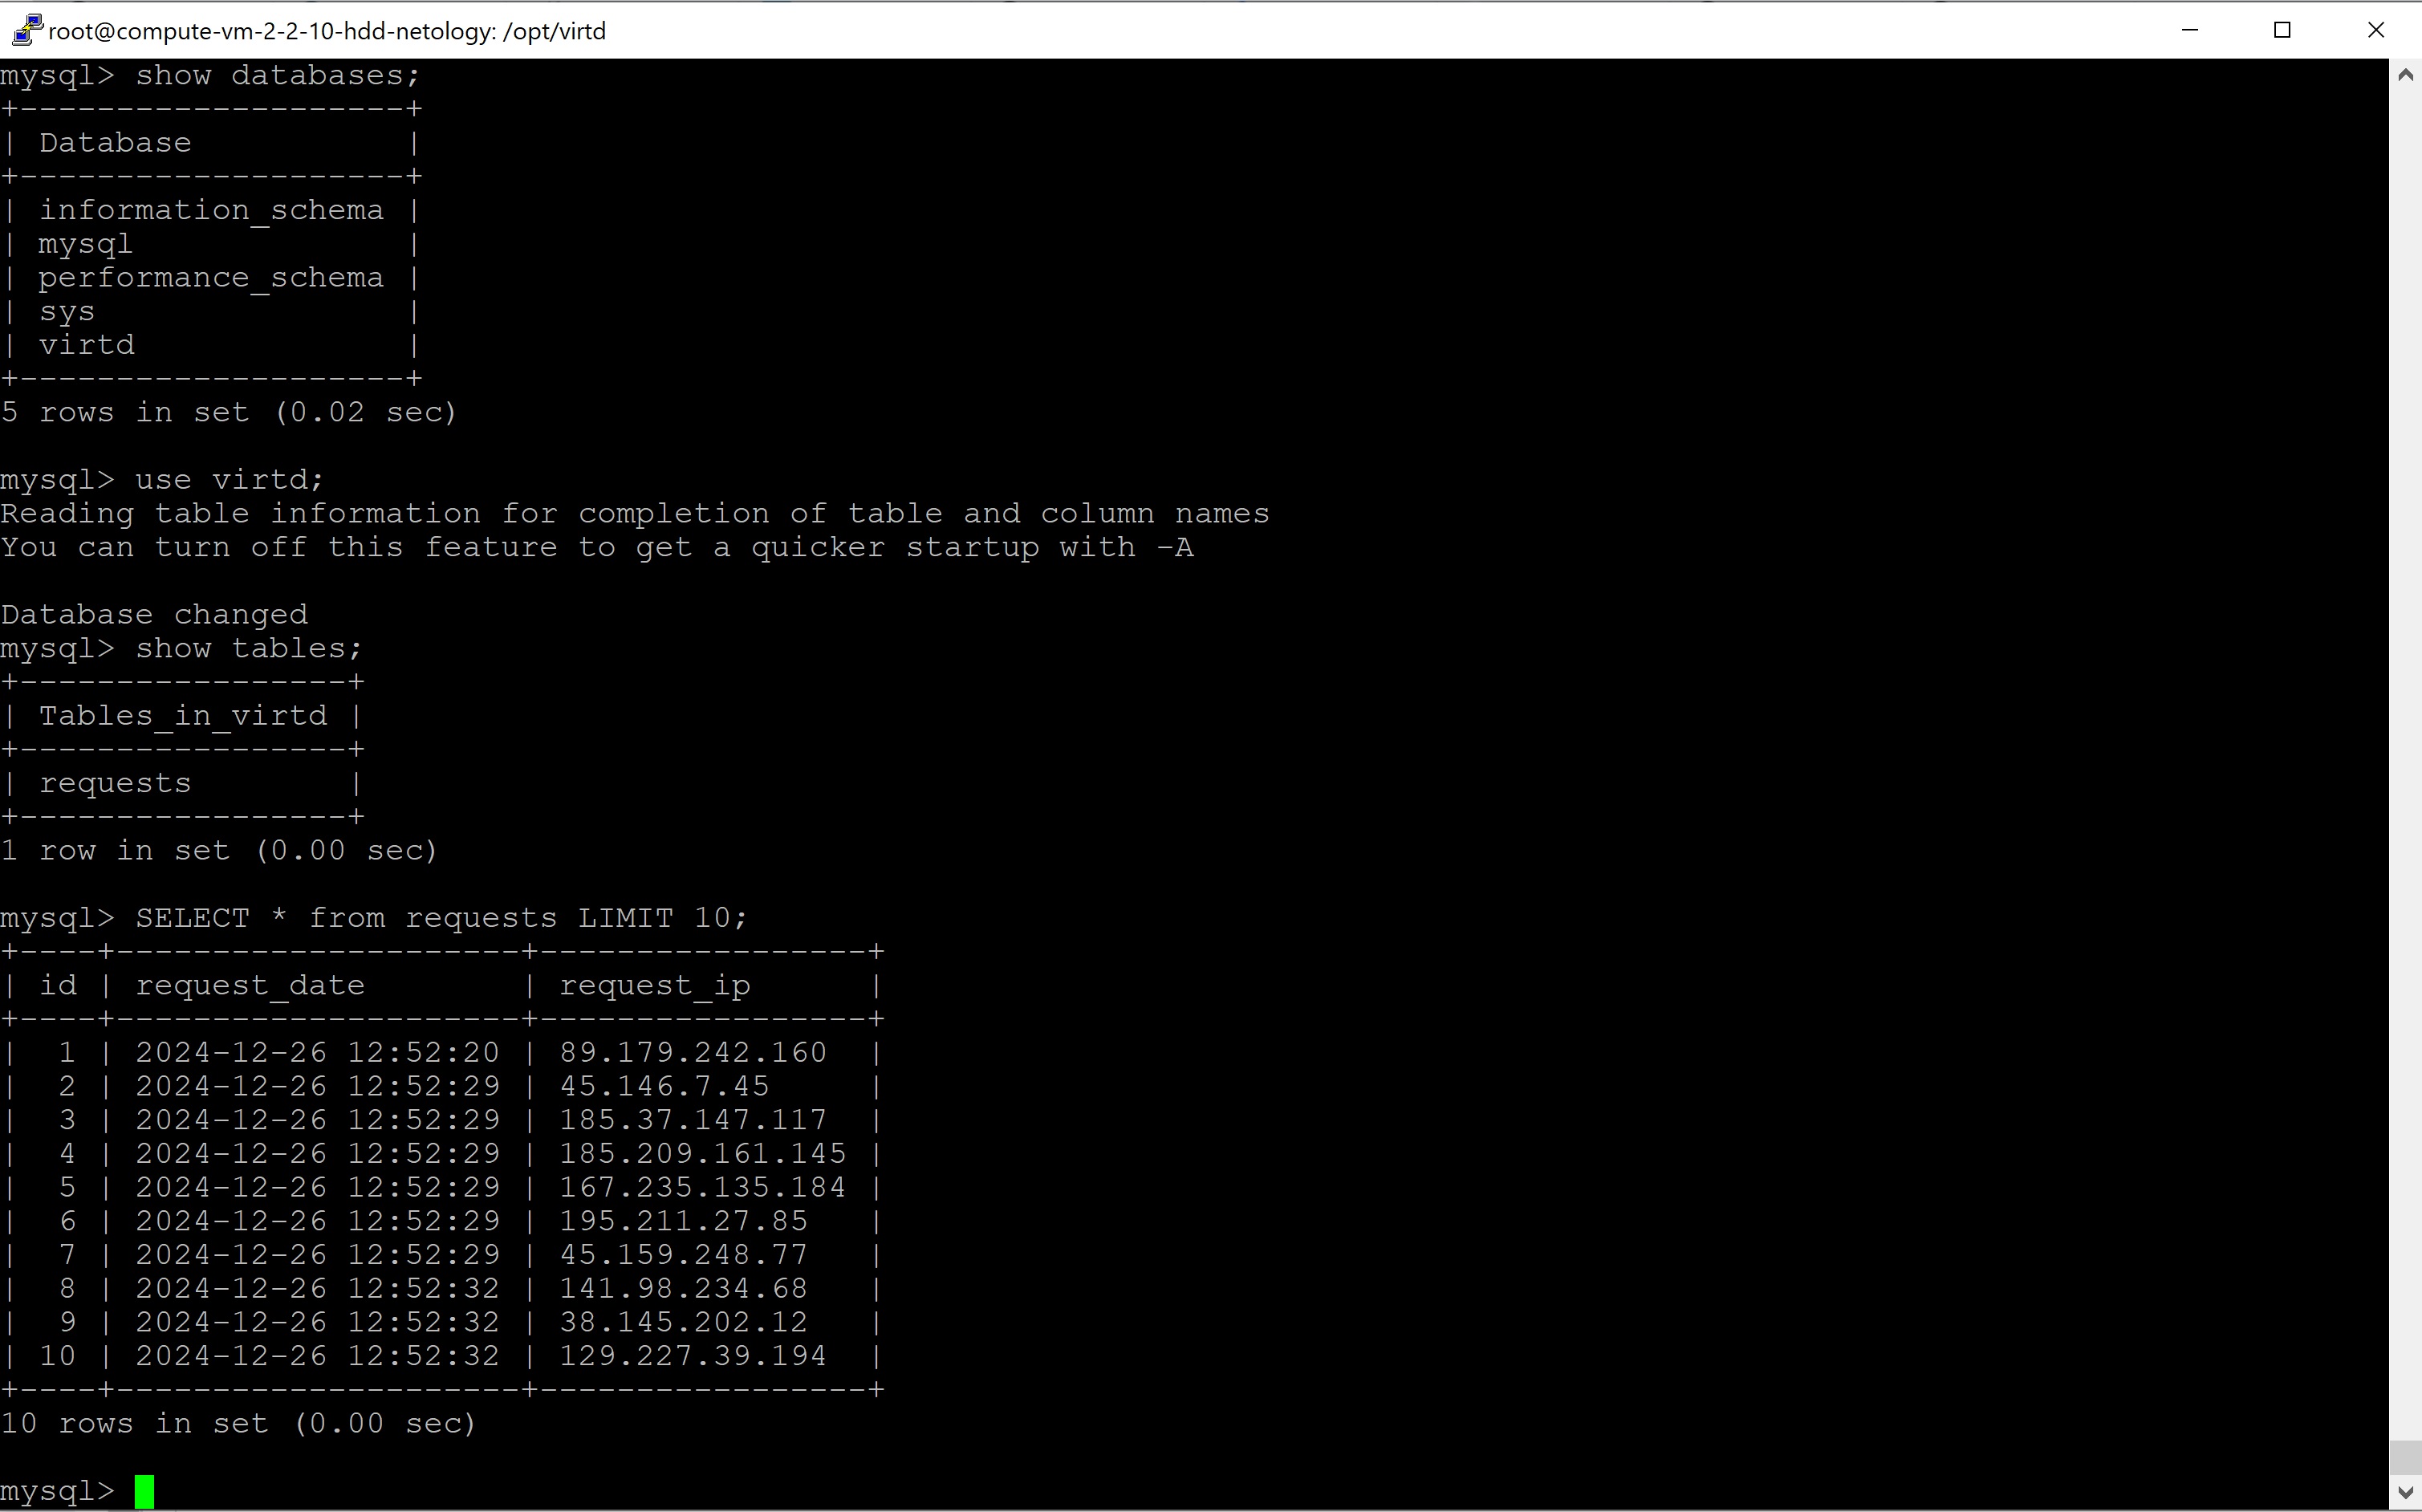 root@compute-vm-2-2-10-hdd-netology: /opt/virtd
mysql> show databases;
+--------------------+
| Database           |
+--------------------+
| information_schema |
| mysql              |
| performance_schema |
| sys                |
| virtd              |
+--------------------+
5 rows in set (0.02 sec)

mysql> use virtd;
Reading table information for completion of table and column names
You can turn off this feature to get a quicker startup with -A

Database changed
mysql> show tables;
+-----------------+
| Tables_in_virtd |
+-----------------+
| requests        |
+-----------------+
1 row in set (0.00 sec)

mysql> SELECT * from requests LIMIT 10;
+----+---------------------+-----------------+
| id | request_date        | request_ip      |
+----+---------------------+-----------------+
|  1 | 2024-12-26 12:52:20 | 89.179.242.160  |
|  2 | 2024-12-26 12:52:29 | 45.146.7.45     |
|  3 | 2024-12-26 12:52:29 | 185.37.147.117  |
|  4 | 2024-12-26 12:52:29 | 185.209.161.145 |
|  5 | 2024-12-26 12:52:29 | 167.235.135.184 |
|  6 | 2024-12-26 12:52:29 | 195.211.27.85   |
|  7 | 2024-12-26 12:52:29 | 45.159.248.77   |
|  8 | 2024-12-26 12:52:32 | 141.98.234.68   |
|  9 | 2024-12-26 12:52:32 | 38.145.202.12   |
| 10 | 2024-12-26 12:52:32 | 129.227.39.194  |
+----+---------------------+-----------------+
10 rows in set (0.00 sec)

mysql>